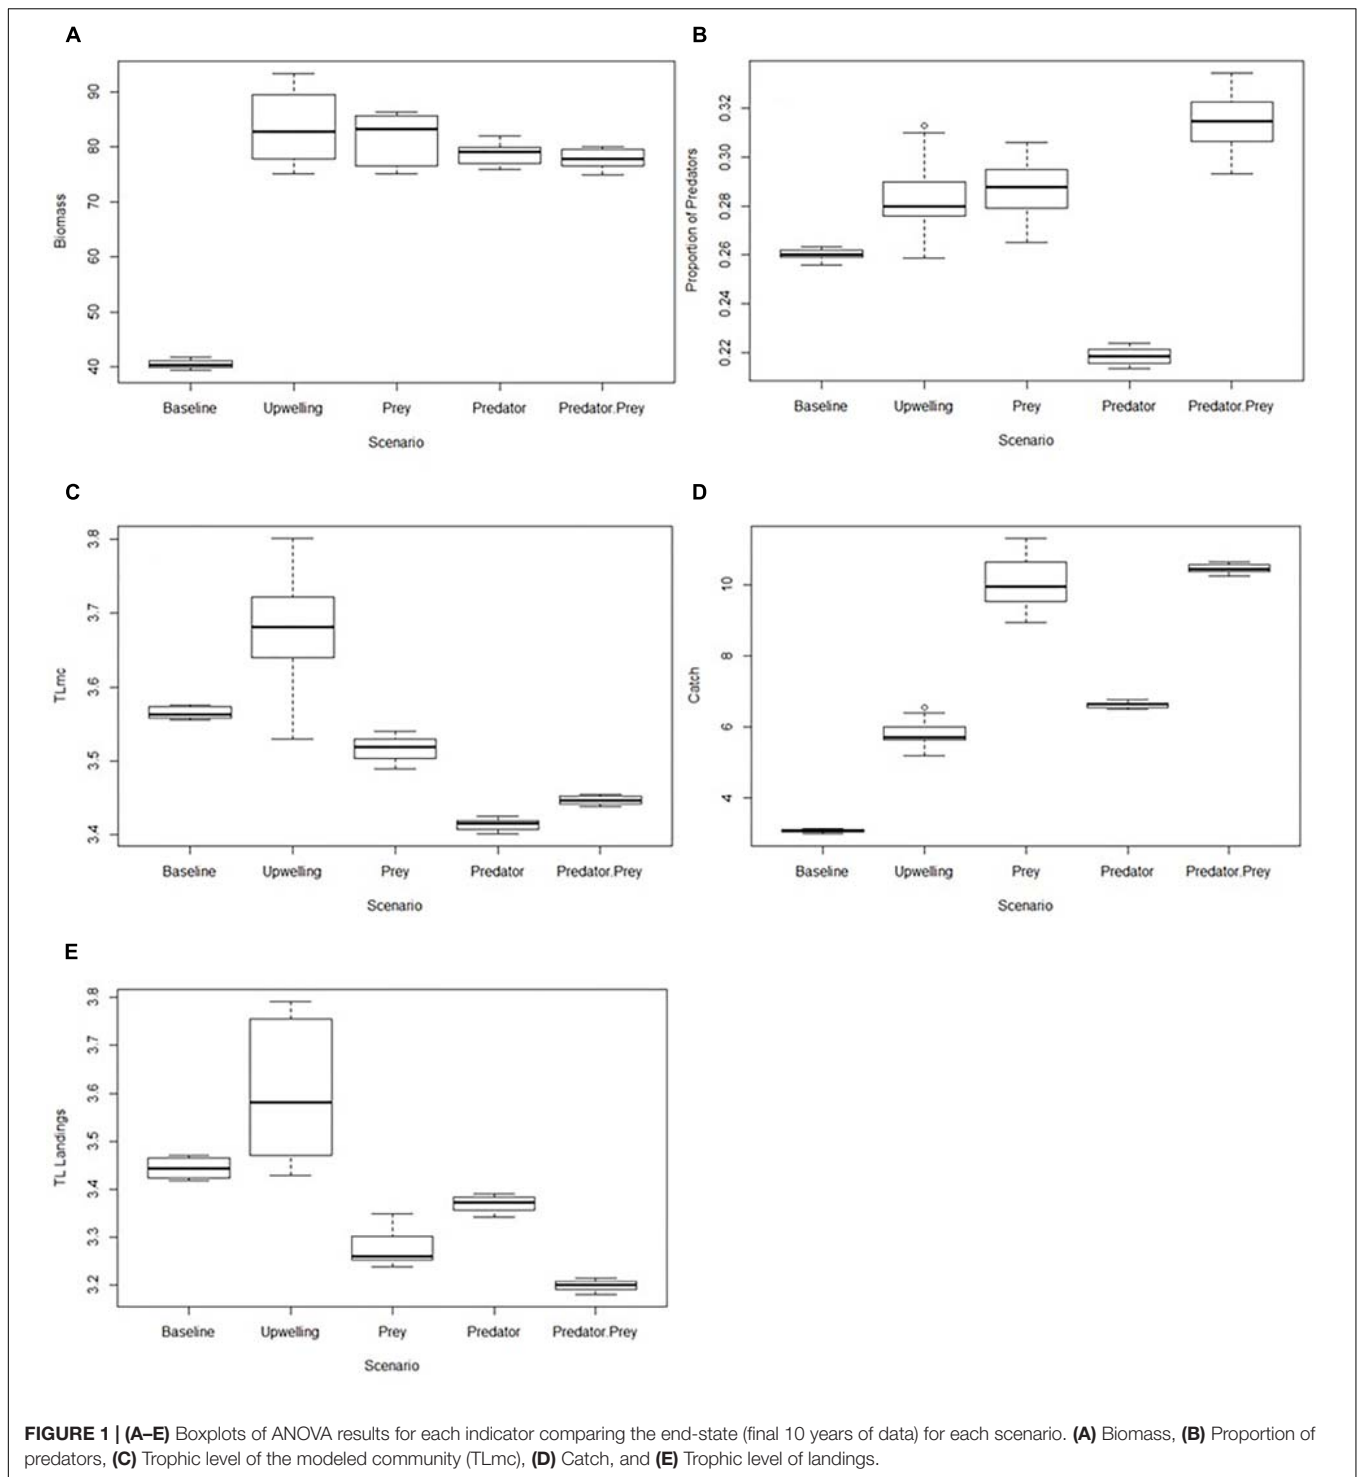 A
90
80
70
60
50
40
Biomass
Baseline Upwelling Prey Predator Predator.Prey
Scenario
B
0.32
0.30
0.28
0.26
0.24
0.22
Proportion of Predators
Baseline Upwelling Prey Predator Predator.Prey
Scenario
C
3.8
3.7
3.6
3.5
3.4
TLmc
Baseline Upwelling Prey Predator Predator.Prey
Scenario
D
10
8
6
4
Catch
Baseline Upwelling Prey Predator Predator.Prey
Scenario
E
3.8
3.7
3.6
3.5
3.4
3.3
3.2
TL Landings
Baseline Upwelling Prey Predator Predator.Prey
Scenario
FIGURE 1 | (A–E) Boxplots of ANOVA results for each indicator comparing the end-state (final 10 years of data) for each scenario. (A) Biomass, (B) Proportion of
predators, (C) Trophic level of the modeled community (TLmc), (D) Catch, and (E) Trophic level of landings.